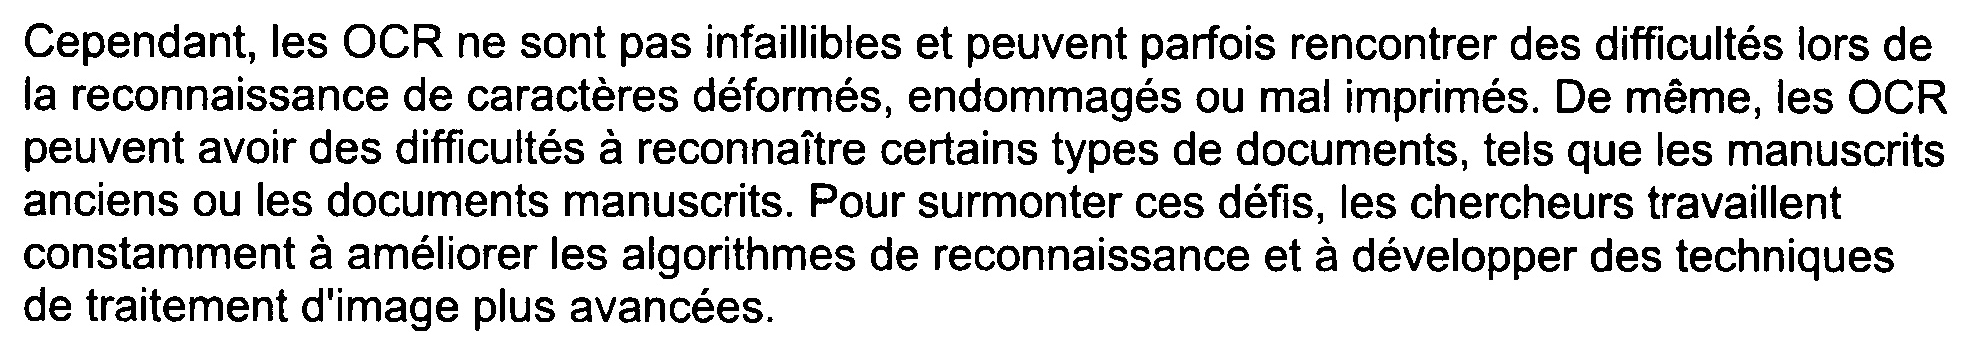 Cependant, les OCR ne sont pas infaillibles et peuvent parfois rencontrer des difficultés lors de
la reconnaissance de caractères déformés, endommagés ou mal imprimés. De même, les OCR
peuvent avoir des difficultés à reconnaître certains types de documents, tels que les manuscrits
anciens ou les documents manuscrits. Pour surmonter ces défis, les chercheurs travaillent
constamment à améliorer les algorithmes de reconnaissance et à développer des techniques
de traitement d'image plus avancées.